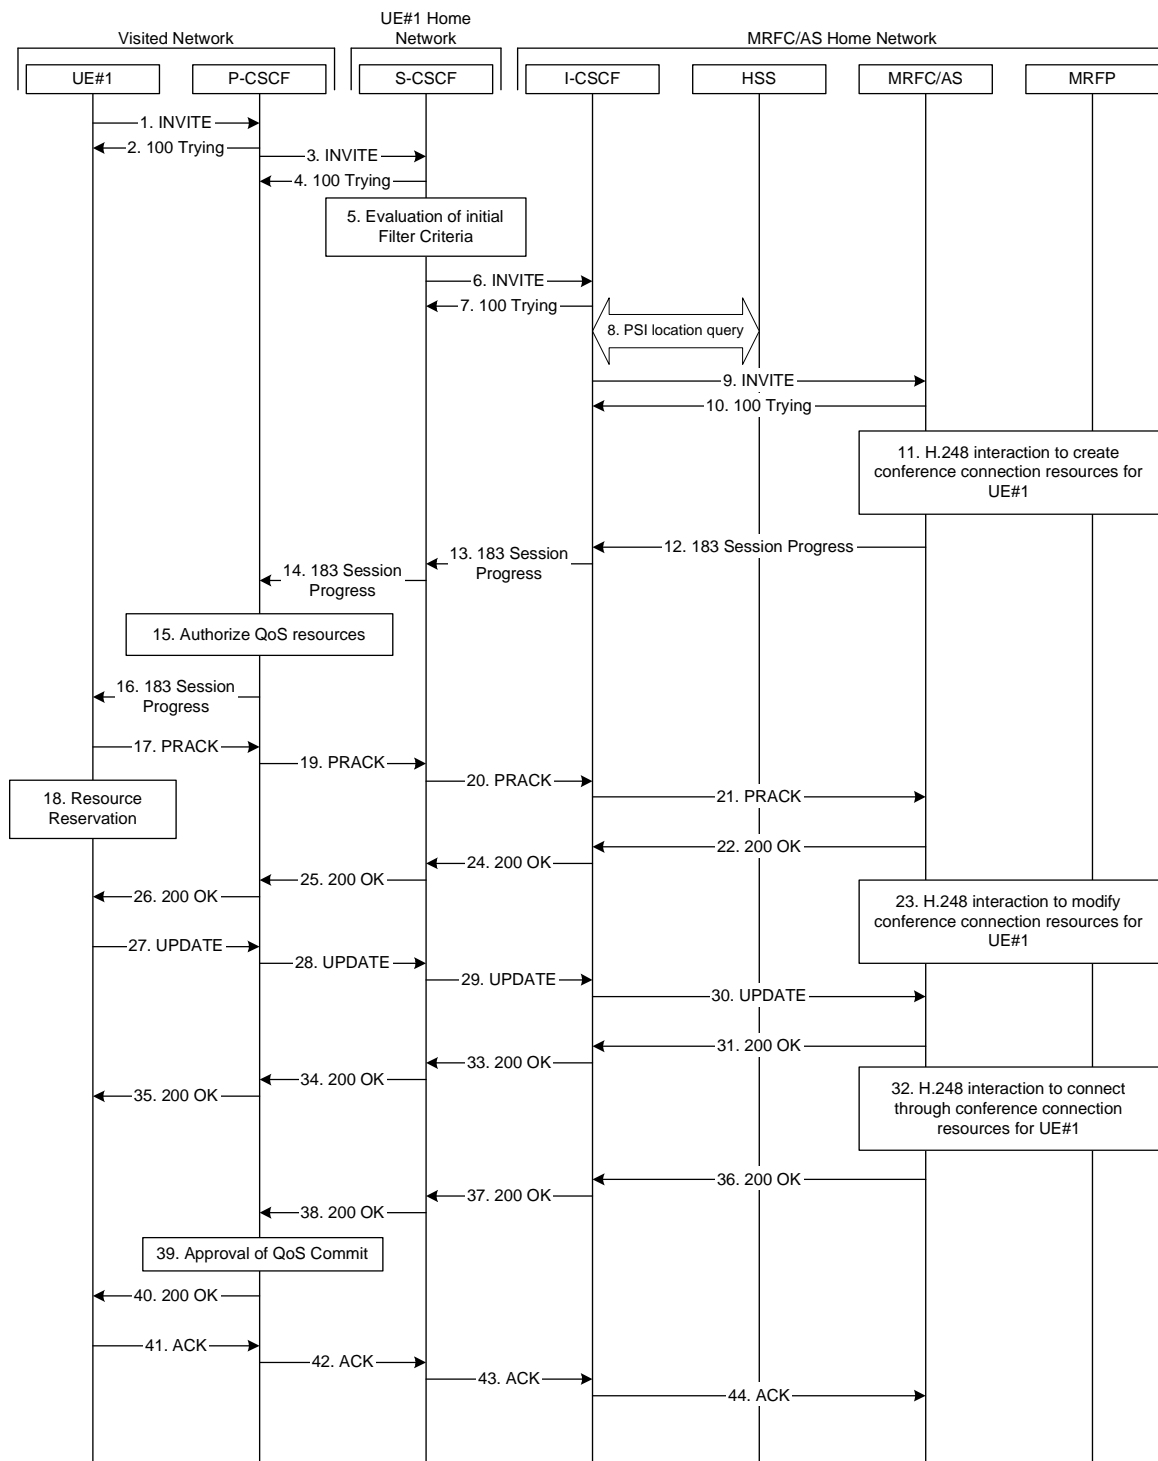 UE#1 Home
Network
Visited Network
MRFC/AS Home Network
UE#1
P-CSCF
S-CSCF
I-CSCF
HSS
MRFC/AS
MRFP
1. INVITE
2. 100 Trying
3. INVITE
4. 100 Trying
5. Evaluation of initial
Filter Criteria
6. INVITE
7. 100 Trying
8. PSI location query
9. INVITE
10. 100 Trying
11. H.248 interaction to create
conference connection resources for
UE#1
12. 183 Session Progress
13. 183 Session
Progress
14. 183 Session
Progress
15. Authorize QoS resources
16. 183 Session
Progress
17. PRACK
19. PRACK
20. PRACK
18. Resource
Reservation
21. PRACK
22. 200 OK
24. 200 OK
25. 200 OK
26. 200 OK
23. H.248 interaction to modify
conference connection resources for
UE#1
27. UPDATE
28. UPDATE
29. UPDATE
30. UPDATE
31. 200 OK
33. 200 OK
34. 200 OK
35. 200 OK
32. H.248 interaction to connect
through conference connection
resources for UE#1
36. 200 OK
37. 200 OK
38. 200 OK
39. Approval of QoS Commit
40. 200 OK
41. ACK
42. ACK
43. ACK
44. ACK